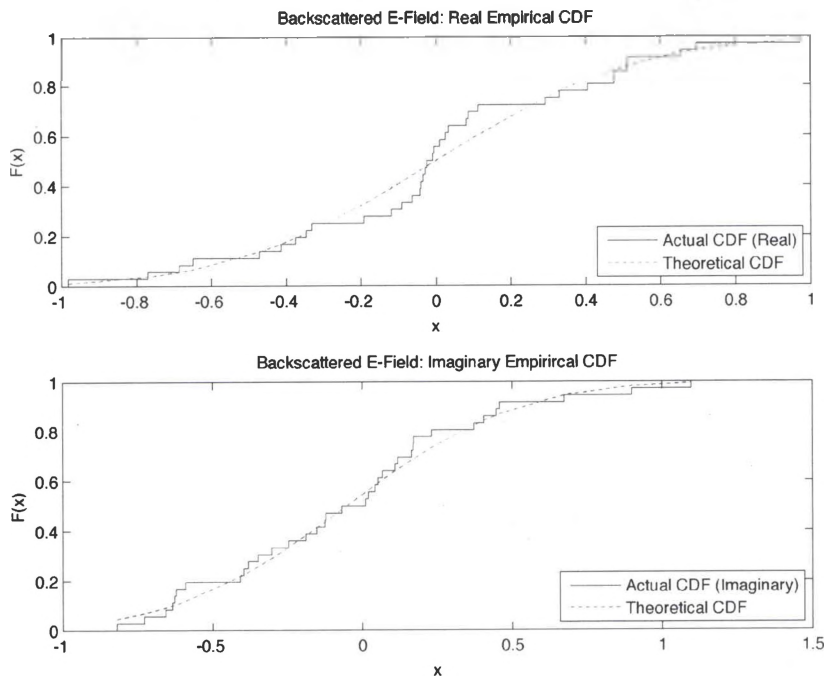 Backscattered E-Field: Real Empirical CDF
1
0.8
0.6
0.4
0.2
0
F(x)
-1 -0.8 -0.6 -0.4 -0.2 0 0.2 0.4 0.6 0.8 1
x
Actual CDF (Real)
Theoretical CDF
Backscattered E-Field: Imaginary Empirircal CDF
1
0.8
0.6
0.4
0.2
0
F(x)
-1 -0.5 0 0.5 1 1.5
x
Actual CDF (Imaginary)
Theoretical CDF